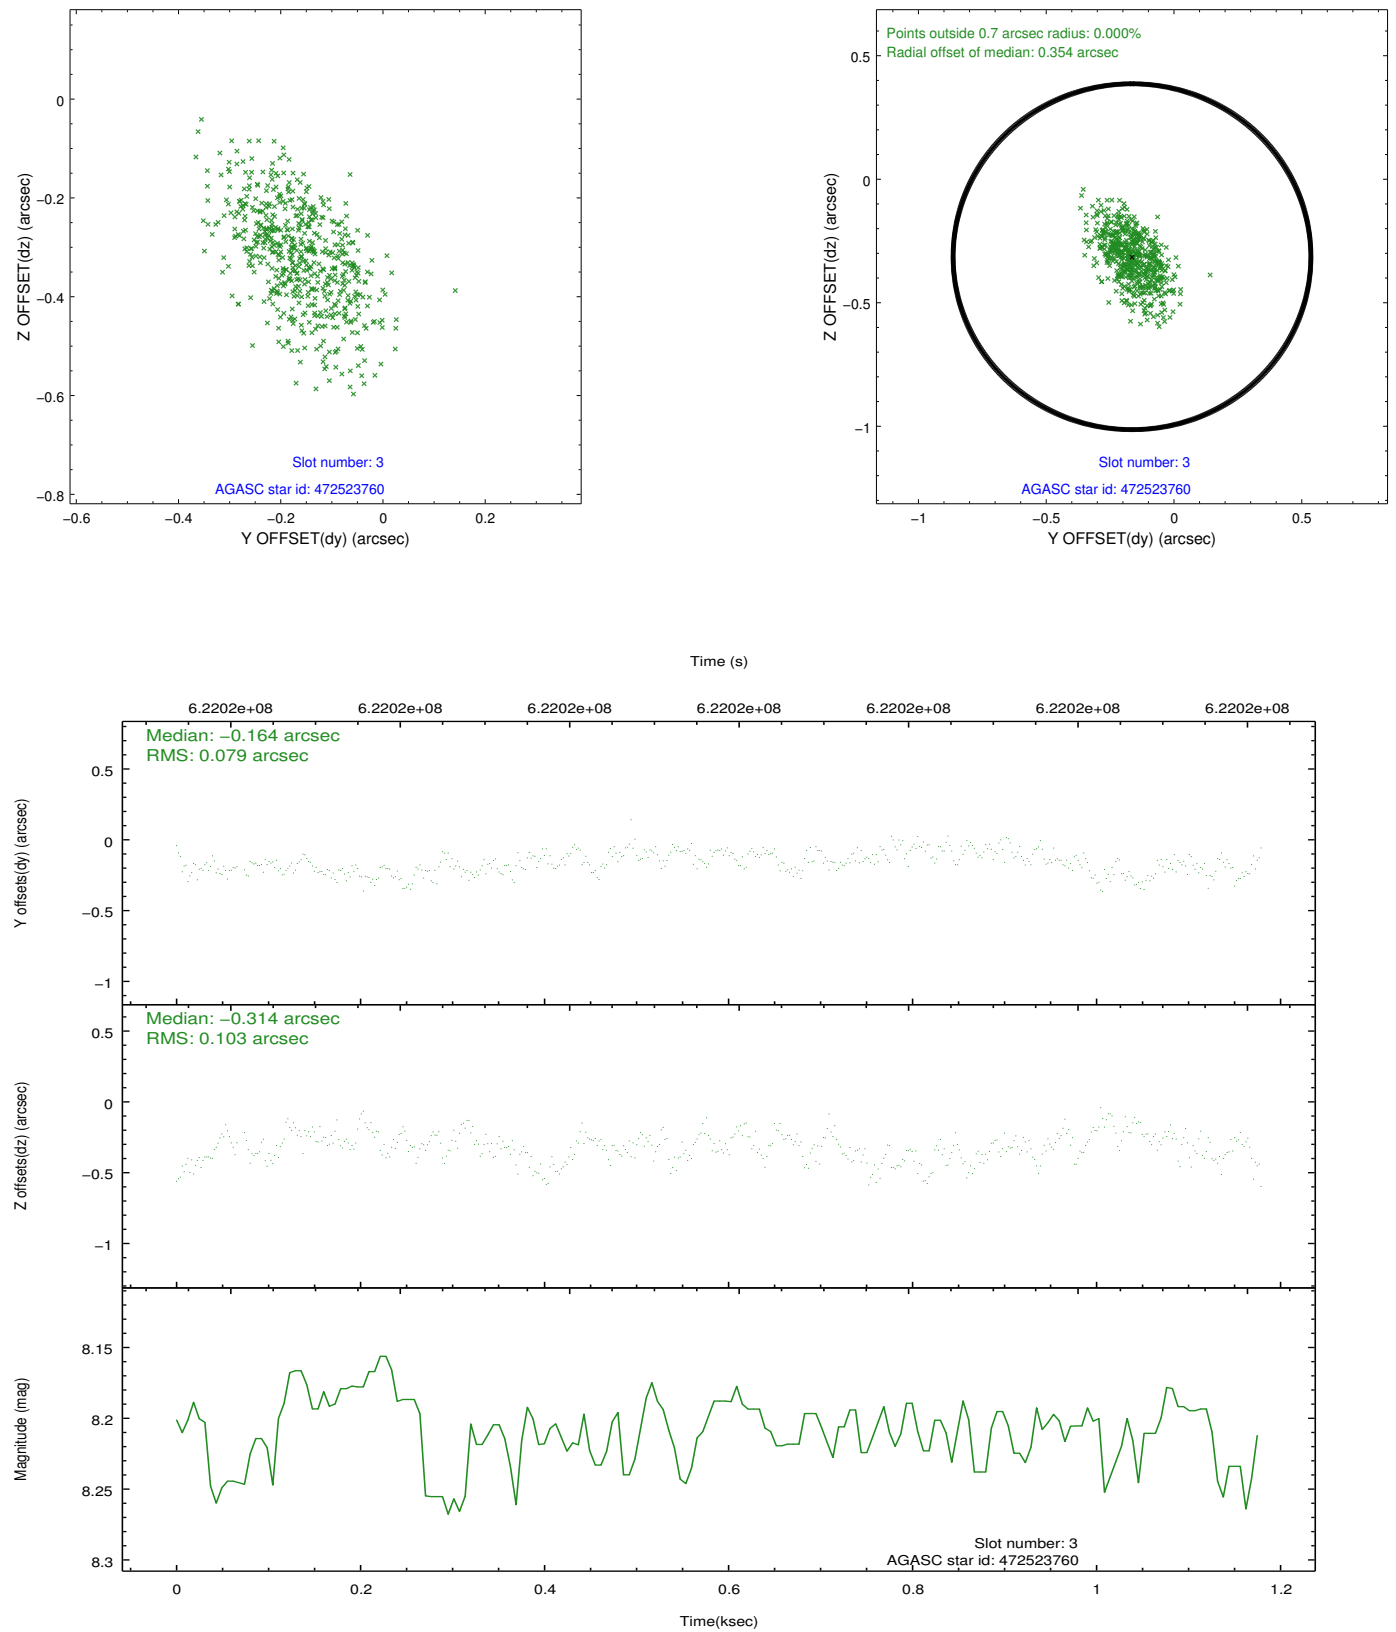 0
−0.2
−0.4
−0.6
−0.8
Z OFFSET(dz) (arcsec)
Slot number: 3
AGASC star id: 472523760
−0.6
−0.4
−0.2
0
0.2
Y OFFSET(dy) (arcsec)
Points outside 0.7 arcsec radius: 0.000%
Radial offset of median: 0.354 arcsec
0.5
0
−0.5
−1
Z OFFSET(dz) (arcsec)
Slot number: 3
AGASC star id: 472523760
−1
−0.5
0
0.5
Y OFFSET(dy) (arcsec)
Time (s)
6.2202e+08
6.2202e+08
6.2202e+08
6.2202e+08
6.2202e+08
6.2202e+08
6.2202e+08
Median: −0.164 arcsec
RMS: 0.079 arcsec
0.5
0
−0.5
−1
Y offsets(dy) (arcsec)
Median: −0.314 arcsec
RMS: 0.103 arcsec
0.5
0
−0.5
−1
Z offsets(dz) (arcsec)
8.15
8.2
8.25
8.3
Magnitude (mag)
Slot number: 3
AGASC star id: 472523760
0
0.2
0.4
0.6
0.8
1
1.2
Time(ksec)